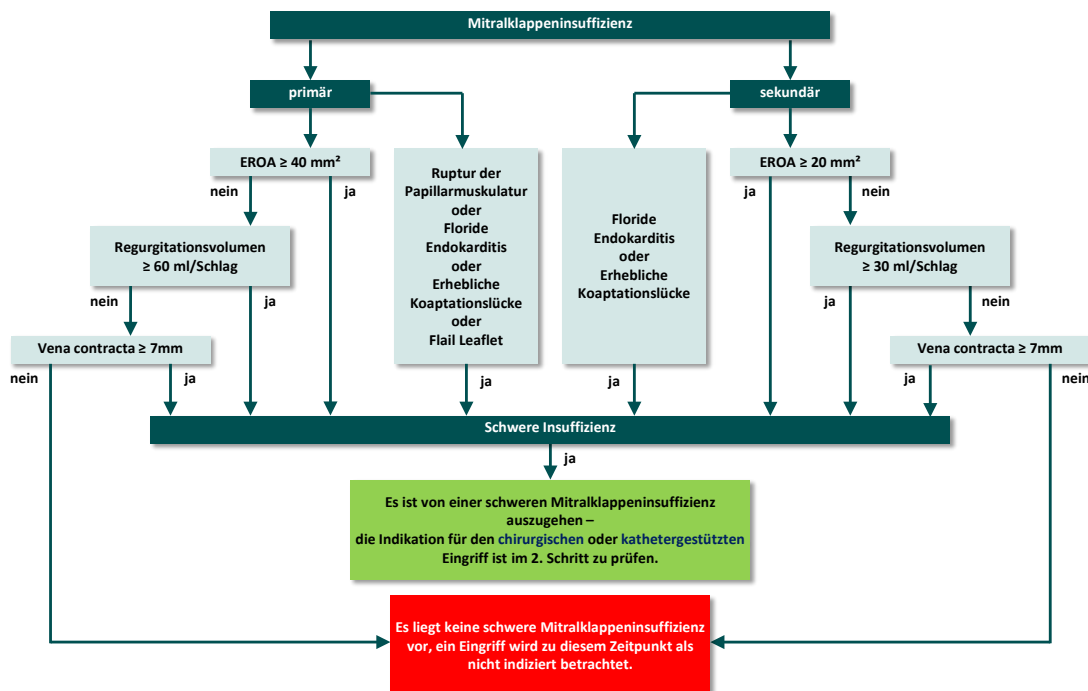 Mitralklappeninsuffizienz
primär
sekundär
EROA ≥ 40 mm²
nein
ja
Regurgitationsvolumen
≥ 60 ml/Schlag
nein
ja
Vena contracta ≥ 7mm
nein
ja
Ruptur der
Papillarmuskulatur
oder
Floride
Endokarditis
oder
Erhebliche
Koaptationslücke
oder
Flail Leaflet
ja
Floride
Endokarditis
oder
Erhebliche
Koaptationslücke
ja
EROA ≥ 20 mm²
ja
nein
Regurgitationsvolumen
≥ 30 ml/Schlag
ja
nein
Vena contracta ≥ 7mm
ja
nein
Schwere Insuffizienz
ja
Es ist von einer schweren Mitralklappeninsuffizienz
auszugehen –
die Indikation für den chirurgischen oder kathetergestützten
Eingriff ist im 2. Schritt zu prüfen.
Es liegt keine schwere Mitralklappeninsuffizienz
vor, ein Eingriff wird zu diesem Zeitpunkt als
nicht indiziert betrachtet.